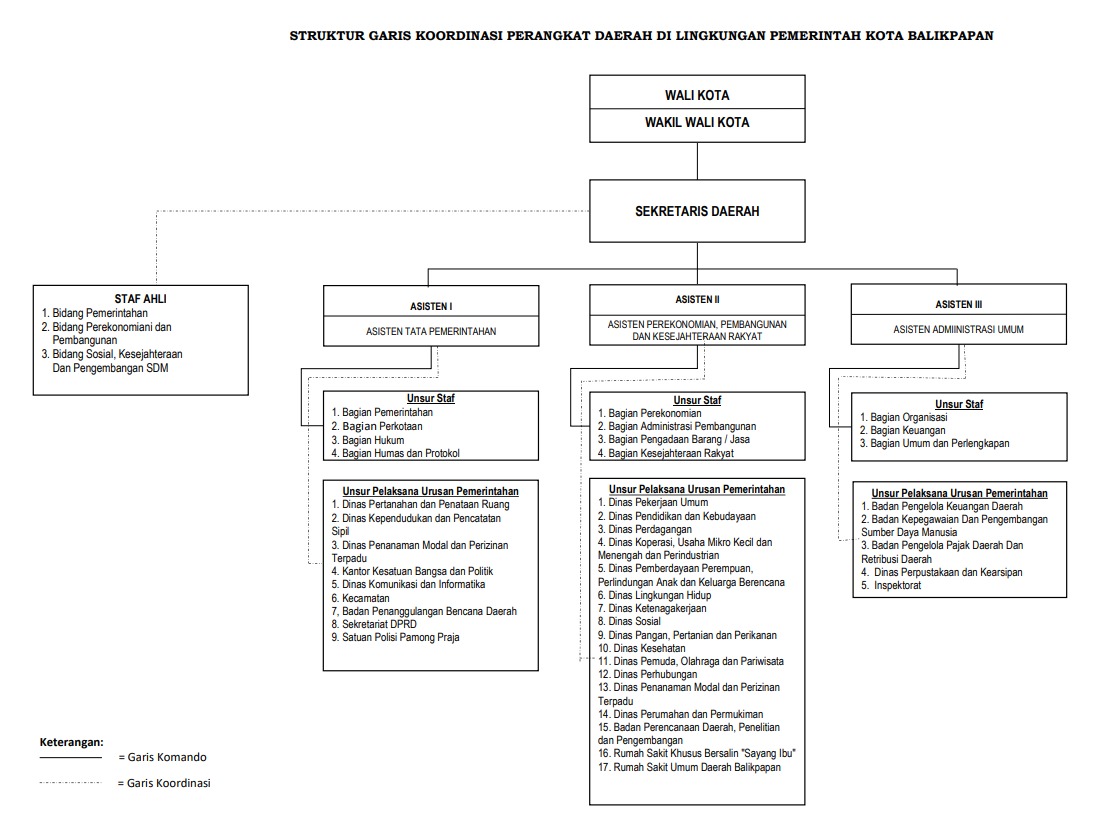 STRUKTUR GARIS KOORDINASI PERANGKAT DAERAH DI LINGKUNGAN PEMERINTAH KOTA BALIKPAPAN
WALI KOTA
WAKIL WALI KOTA
SEKRETARIS DAERAH
STAF AHLI
1. Bidang Pemerintahan
2. Bidang Perekonomiani dan
Pembangunan
3. Bidang Sosial, Kesejahteraan
Dan Pengembangan SDM
ASISTEN I
ASISTEN TATA PEMERINTAHAN
Unsur Staf
1. Bagian Pemerintahan
2. Bagian Perkotaan
3. Bagian Hukum
4. Bagian Humas dan Protokol
Unsur Pelaksana Urusan Pemerintahan
1. Dinas Pertanahan dan Penataan Ruang
2. Dinas Kependudukan dan Pencatatan
Sipil
3. Dinas Penanaman Modal dan Perizinan
Terpadu
4. Kantor Kesatuan Bangsa dan Politik
5. Dinas Komunikasi dan Informatika
6. Kecamatan
7, Badan Penanggulangan Bencana Daerah
8. Sekretariat DPRD
9. Satuan Polisi Pamong Praja
ASISTEN II
ASISTEN PEREKONOMIAN, PEMBANGUNAN
DAN KESEJAHTERAAN RAKYAT
Unsur Staf
1. Bagian Perekonomian
2. Bagian Administrasi Pembangunan
3. Bagian Pengadaan Barang / Jasa
4. Bagian Kesejahteraan Rakyat
Unsur Pelaksana Urusan Pemerintahan
1. Dinas Pekerjaan Umum
2. Dinas Pendidikan dan Kebudayaan
3. Dinas Perdagangan
4. Dinas Koperasi, Usaha Mikro Kecil dan
Menengah dan Perindustrian
5. Dinas Pemberdayaan Perempuan,
Perlindungan Anak dan Keluarga Berencana
6. Dinas Lingkungan Hidup
7. Dinas Ketenagakerjaan
8. Dinas Sosial
9. Dinas Pangan, Pertanian dan Perikanan
10. Dinas Kesehatan
11. Dinas Pemuda, Olahraga dan Pariwisata
12. Dinas Perhubungan
13. Dinas Penanaman Modal dan Perizinan
Terpadu
14. Dinas Perumahan dan Permukiman
15. Badan Perencanaan Daerah, Penelitian
dan Pengembangan
16. Rumah Sakit Khusus Bersalin "Sayang Ibu"
17. Rumah Sakit Umum Daerah Balikpapan
ASISTEN III
ASISTEN ADMIINISTRASI UMUM
Unsur Staf
1. Bagian Organisasi
2. Bagian Keuangan
3. Bagian Umum dan Perlengkapan
Unsur Pelaksana Urusan Pemerintahan
1. Badan Pengelola Keuangan Daerah
2. Badan Kepegawaian Dan Pengembangan
Sumber Daya Manusia
3. Badan Pengelola Pajak Daerah Dan
Retribusi Daerah
4. Dinas Perpustakaan dan Kearsipan
5. Inspektorat
Keterangan:
= Garis Komando
= Garis Koordinasi